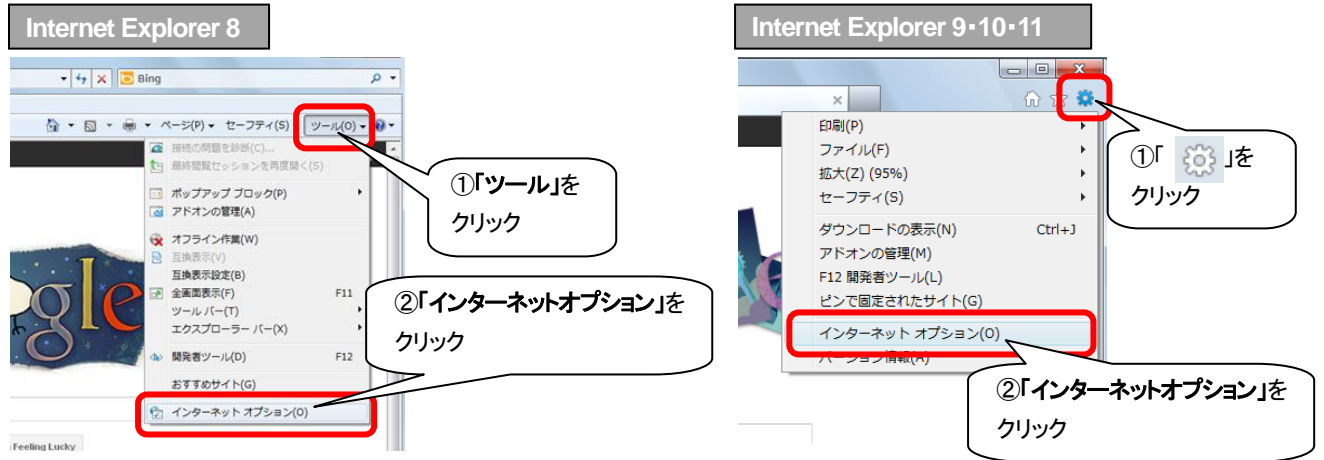 Internet Explorer 8
Bing
ページ(P)
セーフティ(S)
ツール(O)
接続の問題を診断(C)...
最終閲覧セッションを再度開く(S)
ポップアップ ブロック(P)
アドオンの管理(A)
オフライン作業(W)
互換表示(V)
互換表示設定(B)
全画面表示(F) F11
ツール バー(T)
エクスプローラー バー(X)
開発者ツール(D) F12
おすすめサイト(G)
インターネット オプション(O)
gle
Feeling Lucky
①「ツール」を
クリック
②「インターネットオプション」を
クリック
Internet Explorer 9・10・11
印刷(P)
ファイル(F)
拡大(Z) (95%)
セーフティ(S)
ダウンロードの表示(N) Ctrl+J
アドオンの管理(M)
F12 開発者ツール(L)
ピンで固定されたサイト(G)
インターネット オプション(O)
バージョン情報(A)
①「 」を
クリック
②「インターネットオプション」を
クリック